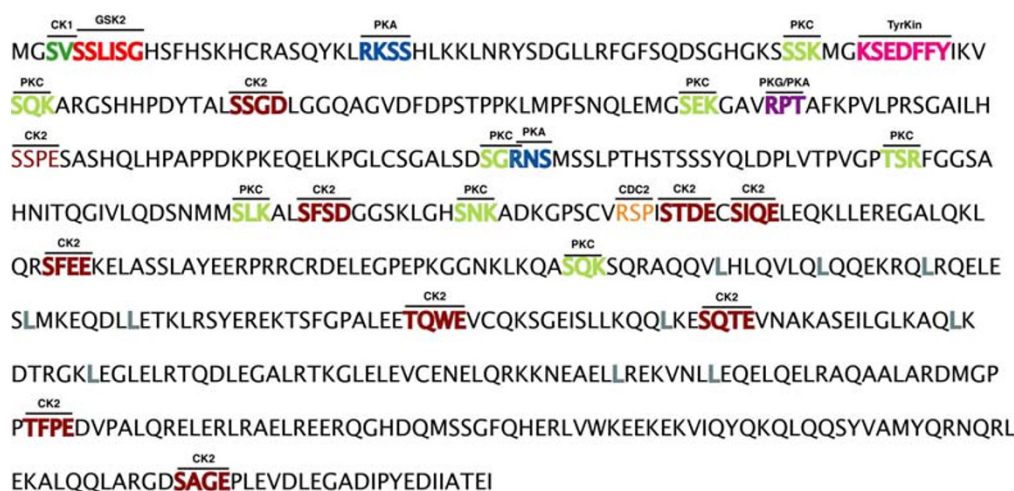 CK1 GSK2 PKA PKC TyrKin
MGSVSSLISGHSFHSKHCRASQYKLRKSSHLKKLNRYSDGLLRFGFSQDSGHGKSSSKMGKSEDFFYIKV
PKC CK2 PKC PKG/PKA
SQKARGSHHPDYTALSSGDLGGQAGVDFDPSTPPKLMPFSNQLEMGSEKGAVRPTAFKPVLPRSGAILH
CK2 PKC PKA PKC
SSPESASHQLHPAPPDKPKEQELKPGLCSGALSDSGRNSMSSLPTHSTSSSYQLDPLVTPVGPTSRFGGSA
PKC CK2 PKC CDC2 CK2 CK2
HNITQGIVLQDSNMMSLKALSFSDGGSKLGHSNKADKGPSCVRSPISTDECSIQELEQKLLEREGALQKL
CK2 PKC
QRSFEEKELASSLAYEERPRRCRDELEGPEPKGGNKLKQASQKSQRAQQVLHLQVLQLQQEKRQLRQELE
CK2 CK2
SLMKEQDLLETKLRSYEREKTSFGPALEETQWEVCQKSGEISLLKQQLKESQTEVNAKASEILGLKAQLK
DTRGKLEGLELRTQDLEGALRTKGLELEVCENELQRKKNEAELLREKVNLLEQELQELRAQAALARDMGP
CK2
PTFPEDVPALQRELERLRAELREERQGHDQMSSGFQHERLVWKEEKEKVIQYQKQLQQSYVAMYQRNQRL
CK2
EKALQQLARGDSAGEPLEVDLEGADIPYEDIIATEI